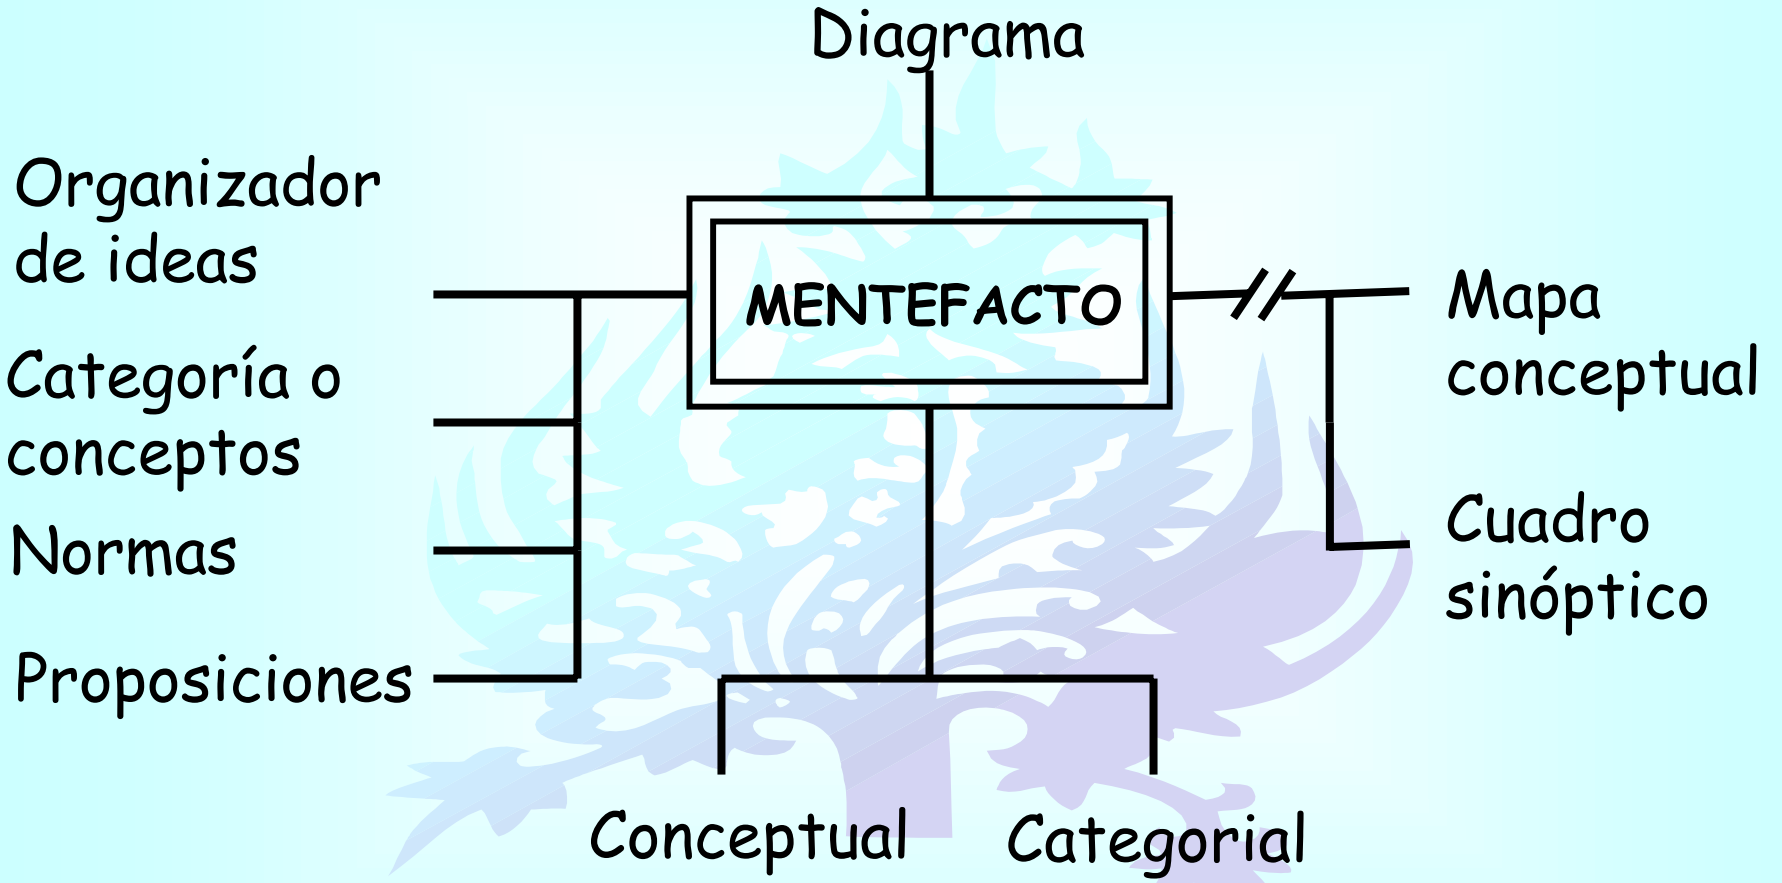 Diagrama
Organizador
de ideas
Categoría o
conceptos
Normas
Proposiciones
MENTEFACTO
Mapa
conceptual
Cuadro
sinóptico
Conceptual
Categorial